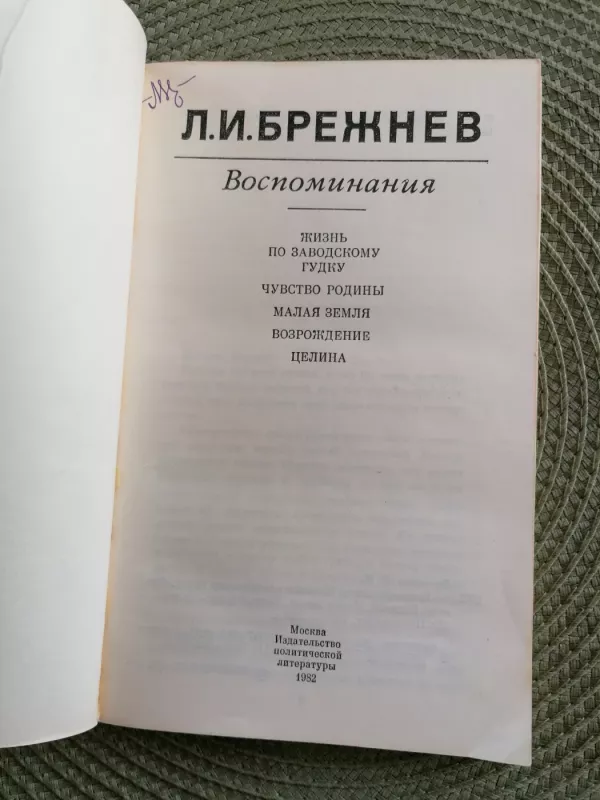 Л.И.БРЕЖНЕВ
Воспоминания
ЖИЗНЬ
ПО ЗАВОДСКОМУ
ГУДКУ
ЧУВСТВО РОДИНЫ
МАЛАЯ ЗЕМЛЯ
ВОЗРОЖДЕНИЕ
ЦЕЛИНА
Москва
Издательство
политической
литературы
1982